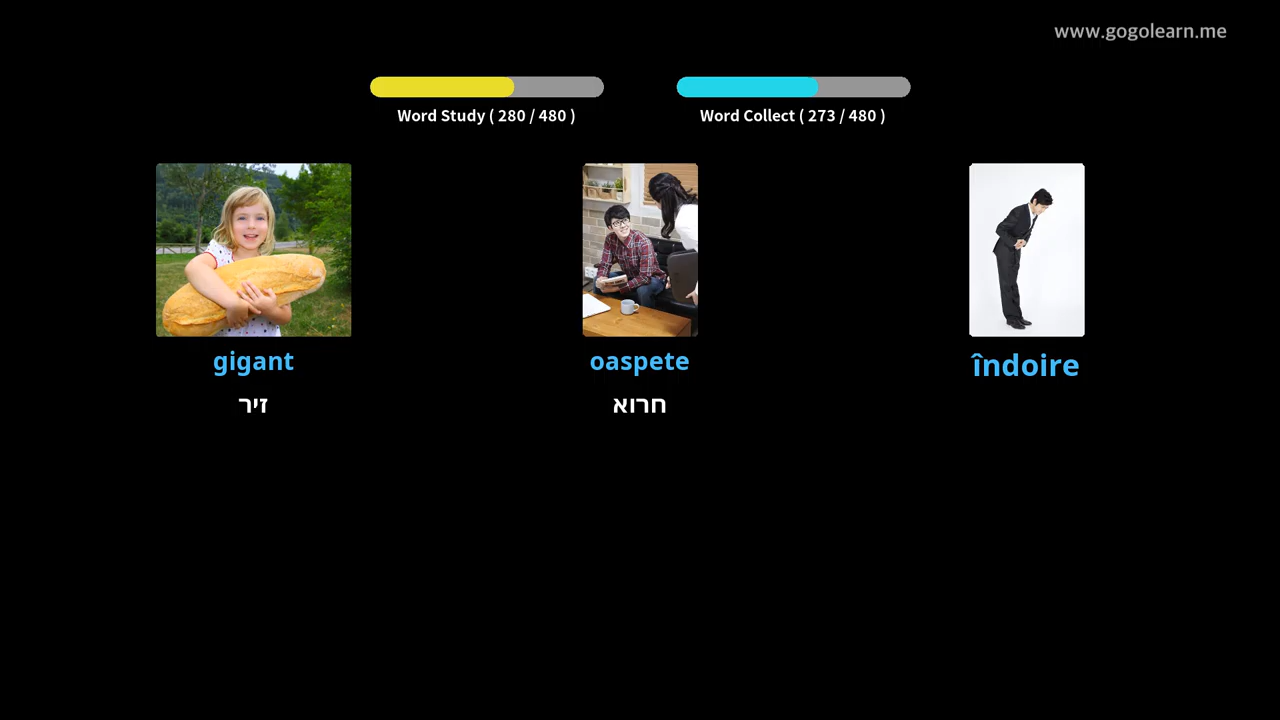 www.gogolearn.me
Word Study ( 280 / 480 )
Word Collect ( 273 / 480 )
gigant
זיר
oaspete
חרוא
îndoire